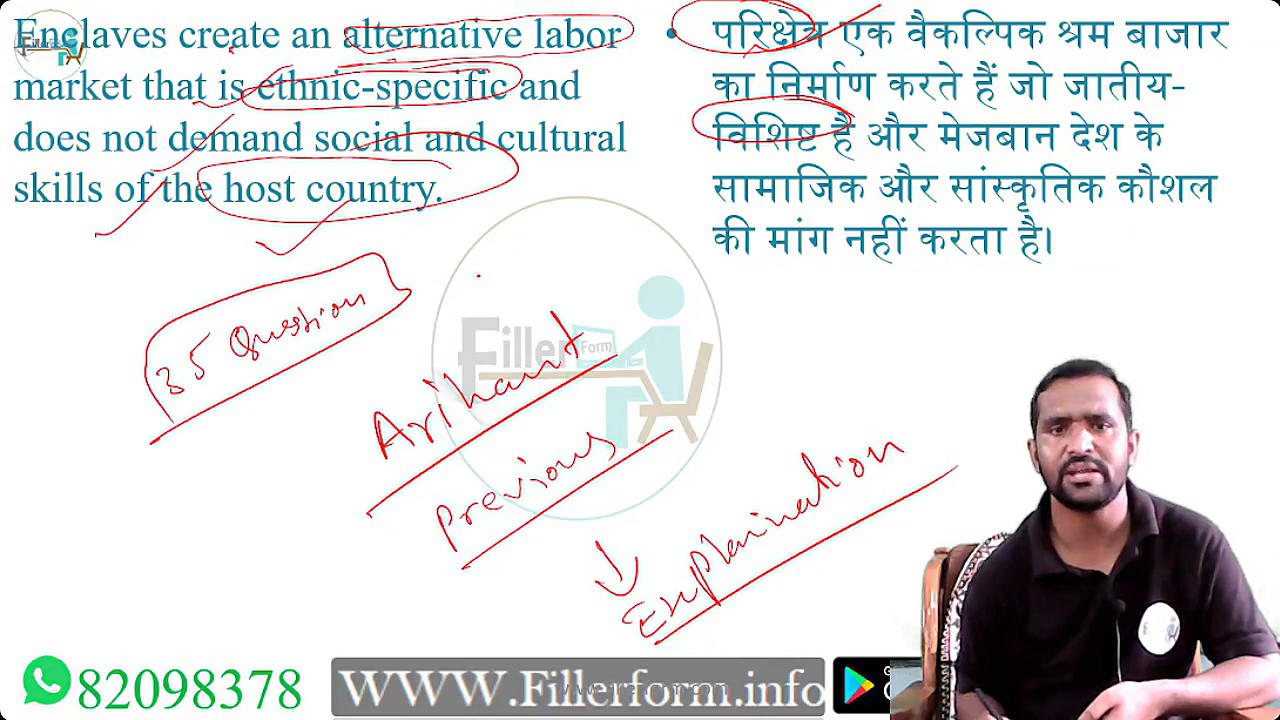 Enclaves create an alternative labor
market that is ethnic-specific and
does not demand social and cultural
skills of the host country.
• परिक्षेत्र एक वैकल्पिक श्रम बाजार
का निर्माण करते हैं जो जातीय-
विशिष्ट है और मेजबान देश के
सामाजिक और सांस्कृतिक कौशल
की मांग नहीं करता है।
35 Question
Filler Form
Arihant
Previous
Explanation
82098378
WWW.Fillerform.info